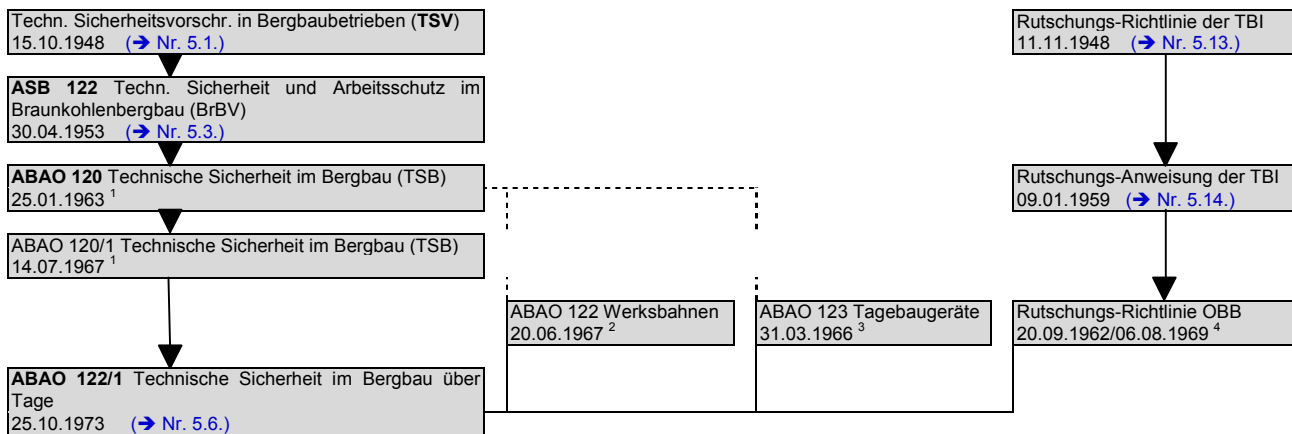 Techn. Sicherheitsvorschr. in Bergbaubetrieben (TSV)
15.10.1948 (➔ Nr. 5.1.)
ASB 122 Techn. Sicherheit und Arbeitsschutz im
Braunkohlenbergbau (BrBV)
30.04.1953 (➔ Nr. 5.3.)
ABAO 120 Technische Sicherheit im Bergbau (TSB)
25.01.1963 ¹
ABAO 120/1 Technische Sicherheit im Bergbau (TSB)
14.07.1967 ¹
ABAO 122/1 Technische Sicherheit im Bergbau über
Tage
25.10.1973 (➔ Nr. 5.6.)
ABAO 122 Werksbahnen
20.06.1967 ²
ABAO 123 Tagebaugeräte
31.03.1966 ³
Rutschungs-Richtlinie der TBI
11.11.1948 (➔ Nr. 5.13.)
Rutschungs-Anweisung der TBI
09.01.1959 (➔ Nr. 5.14.)
Rutschungs-Richtlinie OBB
20.09.1962/06.08.1969 ⁴